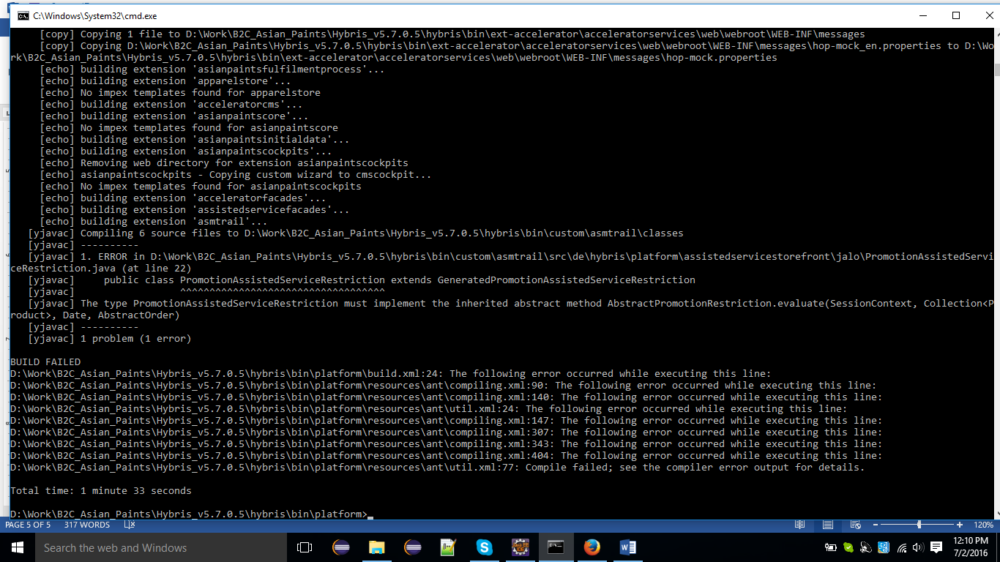 C:\Windows\System32\cmd.exe
[copy] Copying 1 file to D:\Work\B2C_Asian_Paints\Hybris_v5.7.0.5\hybris\bin\ext-accelerator\acceleratorservices\web\webroot\WEB-INF\messages
[copy] Copying D:\Work\B2C_Asian_Paints\Hybris_v5.7.0.5\hybris\bin\ext-accelerator\acceleratorservices\web\webroot\WEB-INF\messages\hop-mock_en.properties to D:\Wo
rk\B2C_Asian_Paints\Hybris_v5.7.0.5\hybris\bin\ext-accelerator\acceleratorservices\web\webroot\WEB-INF\messages\hop-mock.properties
[echo] building extension 'asianpaintsfulfilmentprocess'...
[echo] building extension 'apparelstore'...
[echo] No impex templates found for apparelstore
[echo] building extension 'acceleratorcms'...
[echo] building extension 'asianpaintscore'...
[echo] No impex templates found for asianpaintscore
[echo] building extension 'asianpaintsinitialdata'...
[echo] building extension 'asianpaintscockpits'...
[echo] Removing web directory for extension asianpaintscockpits
[echo] asianpaintscockpits - Copying custom wizard to cmscockpit...
[echo] No impex templates found for asianpaintscockpits
[echo] building extension 'acceleratorfacades'...
[echo] building extension 'assistedservicefacades'...
[echo] building extension 'asmtrail'...
[yjavac] Compiling 6 source files to D:\Work\B2C_Asian_Paints\Hybris_v5.7.0.5\hybris\bin\custom\asmtrail\classes
[yjavac] ----------
[yjavac] 1. ERROR in D:\Work\B2C_Asian_Paints\Hybris_v5.7.0.5\hybris\bin\custom\asmtrail\src\de\hybris\platform\assistedservicestorefront\jalo\PromotionAssistedServi
ceRestriction.java (at line 22)
[yjavac] public class PromotionAssistedServiceRestriction extends GeneratedPromotionAssistedServiceRestriction
[yjavac] ^^^^^^^^^^^^^^^^^^^^^^^^^^^^^^^^^^^
[yjavac] The type PromotionAssistedServiceRestriction must implement the inherited abstract method AbstractPromotionRestriction.evaluate(SessionContext, Collection<P
roduct>, Date, AbstractOrder)
[yjavac] ----------
[yjavac] 1 problem (1 error)
BUILD FAILED
D:\Work\B2C_Asian_Paints\Hybris_v5.7.0.5\hybris\bin\platform\build.xml:24: The following error occurred while executing this line:
D:\Work\B2C_Asian_Paints\Hybris_v5.7.0.5\hybris\bin\platform\resources\ant\compiling.xml:90: The following error occurred while executing this line:
D:\Work\B2C_Asian_Paints\Hybris_v5.7.0.5\hybris\bin\platform\resources\ant\compiling.xml:140: The following error occurred while executing this line:
D:\Work\B2C_Asian_Paints\Hybris_v5.7.0.5\hybris\bin\platform\resources\ant\util.xml:24: The following error occurred while executing this line:
D:\Work\B2C_Asian_Paints\Hybris_v5.7.0.5\hybris\bin\platform\resources\ant\compiling.xml:147: The following error occurred while executing this line:
D:\Work\B2C_Asian_Paints\Hybris_v5.7.0.5\hybris\bin\platform\resources\ant\compiling.xml:307: The following error occurred while executing this line:
D:\Work\B2C_Asian_Paints\Hybris_v5.7.0.5\hybris\bin\platform\resources\ant\compiling.xml:343: The following error occurred while executing this line:
D:\Work\B2C_Asian_Paints\Hybris_v5.7.0.5\hybris\bin\platform\resources\ant\compiling.xml:404: The following error occurred while executing this line:
D:\Work\B2C_Asian_Paints\Hybris_v5.7.0.5\hybris\bin\platform\resources\ant\util.xml:77: Compile failed; see the compiler error output for details.
Total time: 1 minute 33 seconds
D:\Work\B2C_Asian_Paints\Hybris_v5.7.0.5\hybris\bin\platform>_
PAGE 5 OF 5 317 WORDS 120%
Search the web and Windows
12:10 PM
7/2/2016